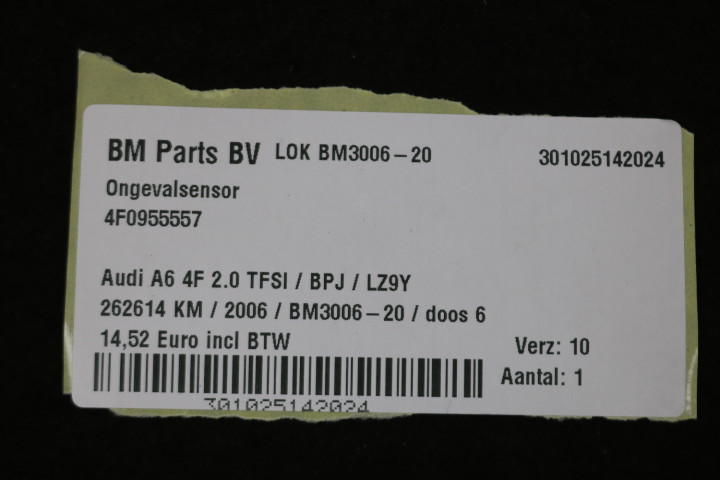 BM Parts BV LOK BM3006-20 301025142024
Ongevalsensor
4F0955557
Audi A6 4F 2.0 TFSI / BPJ / LZ9Y
262614 KM / 2006 / BM3006-20 / doos 6
14,52 Euro incl BTW
Verz: 10
Aantal: 1
301025142024